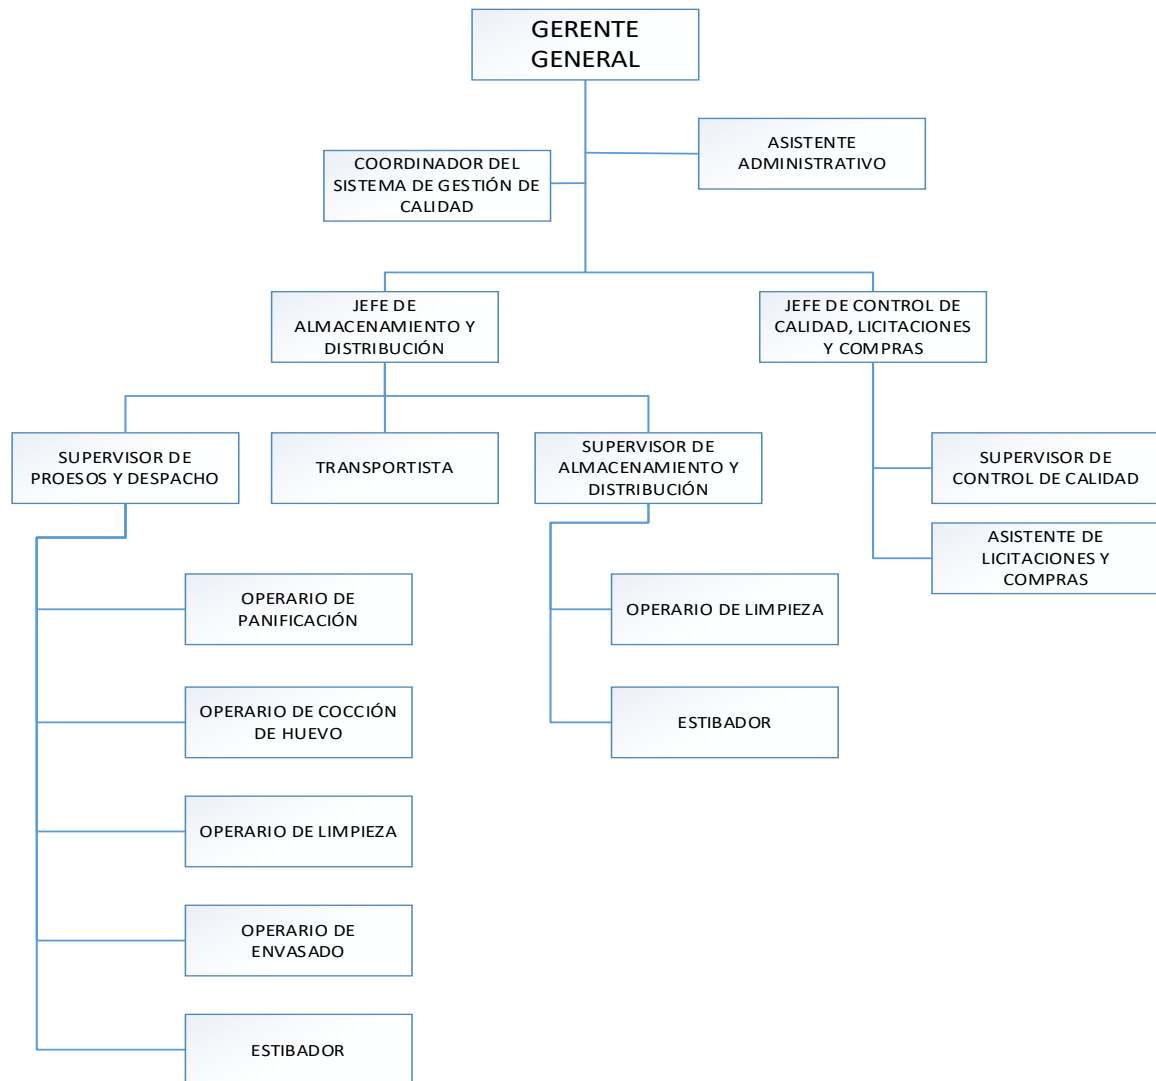 GERENTE
GENERAL
ASISTENTE
ADMINISTRATIVO
COORDINADOR DEL
SISTEMA DE GESTIÓN DE
CALIDAD
JEFE DE
ALMACENAMIENTO Y
DISTRIBUCIÓN
JEFE DE CONTROL DE
CALIDAD, LICITACIONES
Y COMPRAS
SUPERVISOR DE
PROESOS Y DESPACHO
TRANSPORTISTA
SUPERVISOR DE
ALMACENAMIENTO Y
DISTRIBUCIÓN
SUPERVISOR DE
CONTROL DE CALIDAD
ASISTENTE DE
LICITACIONES Y
COMPRAS
OPERARIO DE
PANIFICACIÓN
OPERARIO DE LIMPIEZA
OPERARIO DE COCCIÓN
DE HUEVO
ESTIBADOR
OPERARIO DE LIMPIEZA
OPERARIO DE
ENVASADO
ESTIBADOR